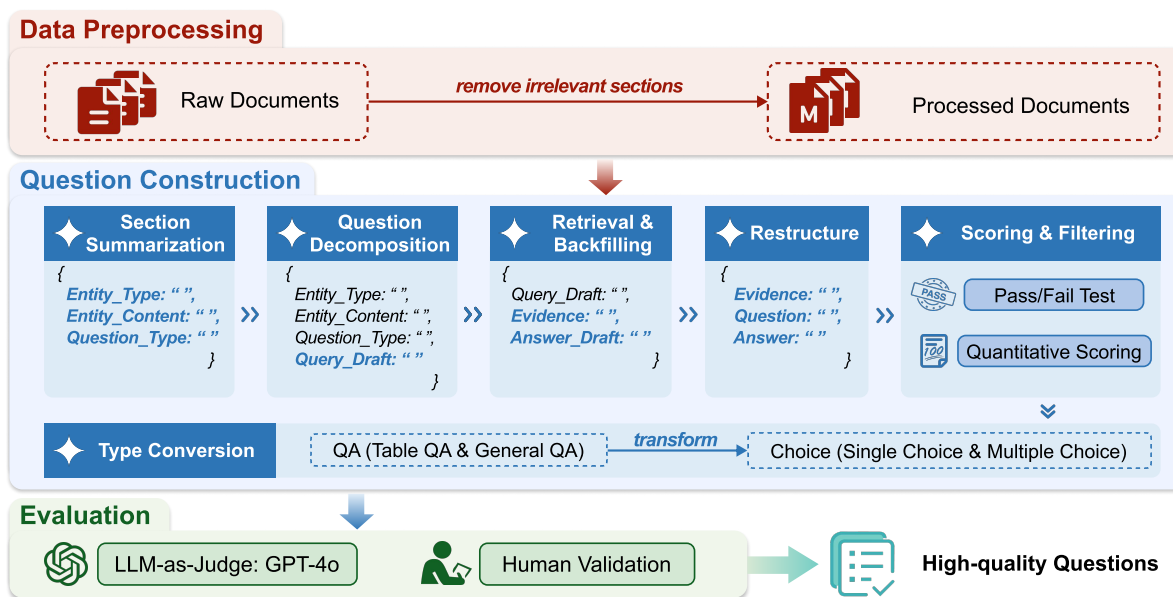 Data Preprocessing
Raw Documents
remove irrelevant sections
M
Processed Documents
Question Construction
Section
Summarization
{
Entity_Type: “ ”,
Entity_Content: “ ”,
Question_Type: “ ”
}
Question
Decomposition
{
Entity_Type: “ ”,
Entity_Content: “ ”,
Question_Type: “ ”,
Query_Draft: “ ”
}
Retrieval &
Backfilling
{
Query_Draft: “ ”,
Evidence: “ ”,
Answer_Draft: “ ”
}
Restructure
{
Evidence: “ ”,
Question: “ ”,
Answer: “ ”
}
Scoring & Filtering
PASS
Pass/Fail Test
100
Quantitative Scoring
Type Conversion
QA (Table QA & General QA)
transform
Choice (Single Choice & Multiple Choice)
Evaluation
LLM-as-Judge: GPT-4o
Human Validation
High-quality Questions